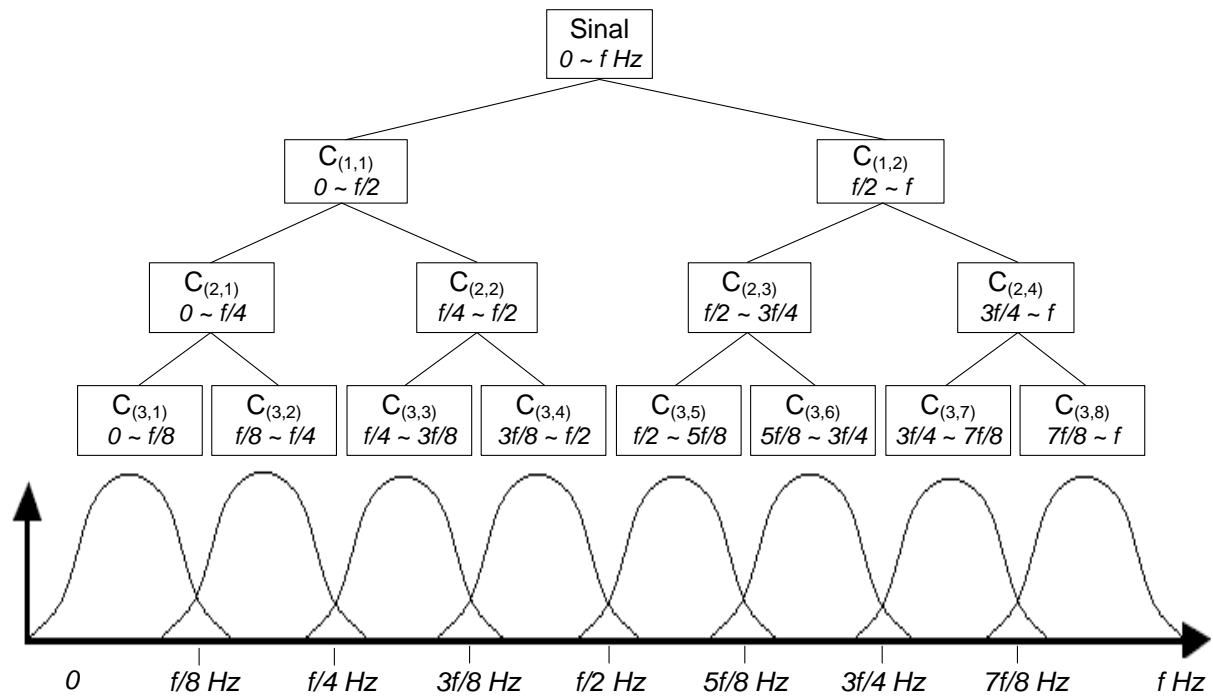 Sinal
0 ~ f Hz
C(1,1)
0 ~ f/2
C(1,2)
f/2 ~ f
C(2,1)
0 ~ f/4
C(2,2)
f/4 ~ f/2
C(2,3)
f/2 ~ 3f/4
C(2,4)
3f/4 ~ f
C(3,1)
0 ~ f/8
C(3,2)
f/8 ~ f/4
C(3,3)
f/4 ~ 3f/8
C(3,4)
3f/8 ~ f/2
C(3,5)
f/2 ~ 5f/8
C(3,6)
5f/8 ~ 3f/4
C(3,7)
3f/4 ~ 7f/8
C(3,8)
7f/8 ~ f
0 f/8 Hz f/4 Hz 3f/8 Hz f/2 Hz 5f/8 Hz 3f/4 Hz 7f/8 Hz f Hz